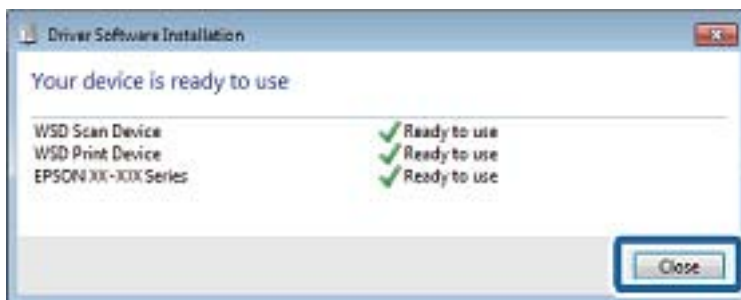 Driver Software Installation
Your device is ready to use
WSD Scan Device Ready to use
WSD Print Device Ready to use
EPSON XX-XXX Series Ready to use
Close